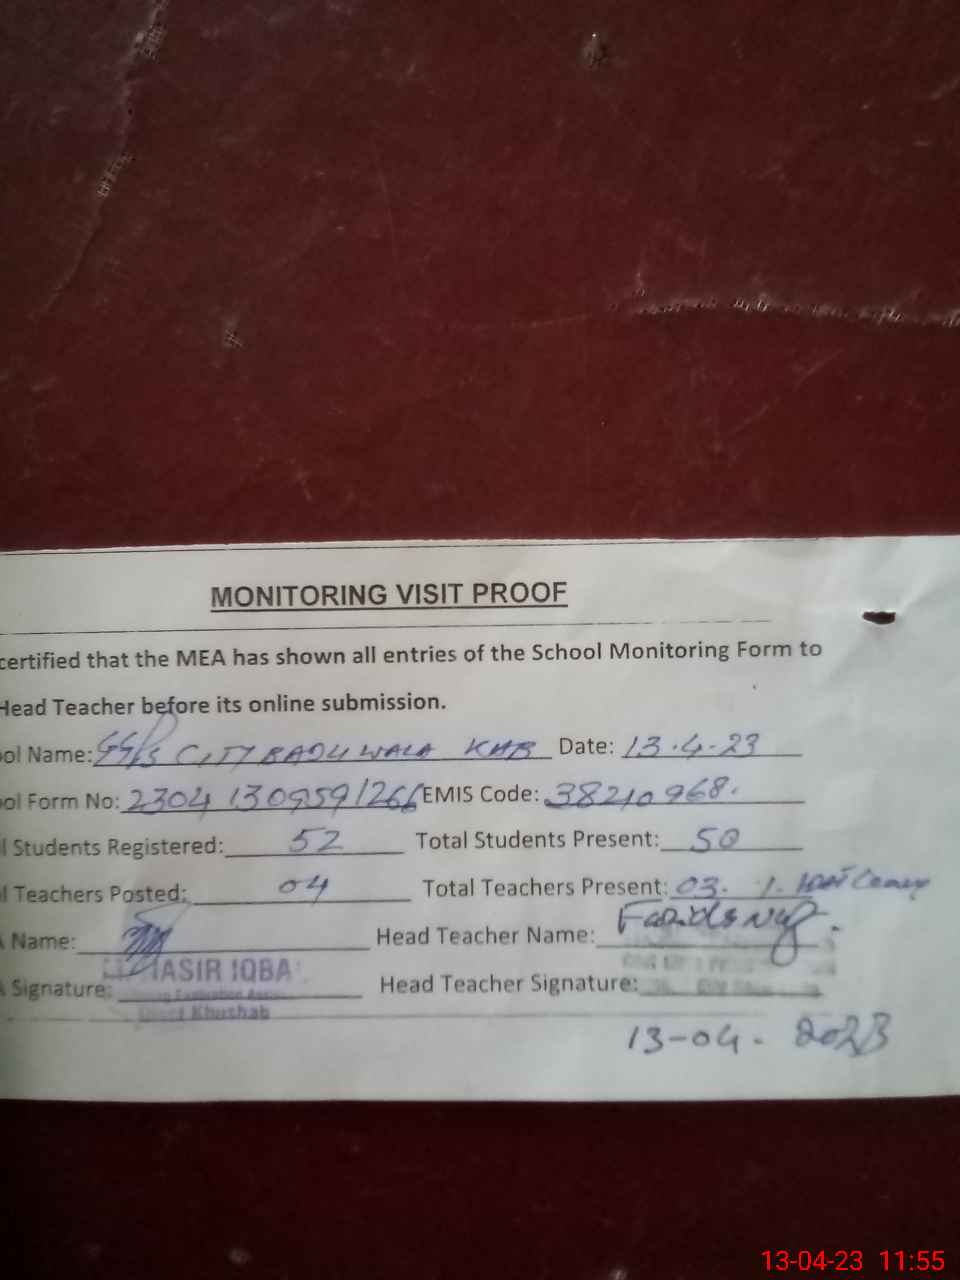 MONITORING VISIT PROOF
certified that the MEA has shown all entries of the School Monitoring Form to
Head Teacher before its online submission.
ol Name: CITY BADLI WALA KHB Date: 13.4.23
ol Form No: 2304130959126 EMIS Code: 38210968.
l Students Registered: 52 Total Students Present: 50
l Teachers Posted: 04 Total Teachers Present: 03. 1.
Name: Head Teacher Name:
NASIR IQBA
Signature: Head Teacher Signature:
Khushab
13-04-2023
13-04-23 11:55